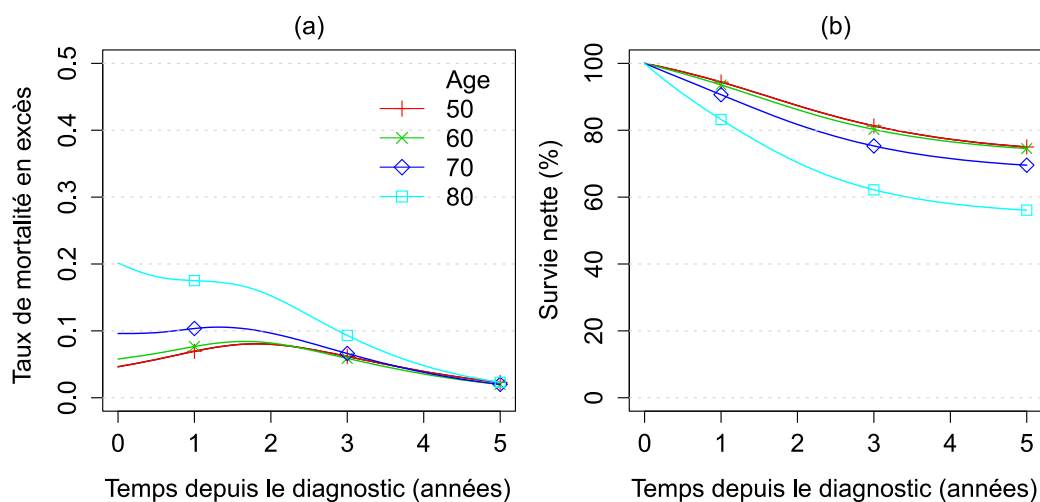 (a)
Taux de mortalité en excès
0.5
0.4
0.3
0.2
0.1
0.0
Age
50
60
70
80
0 1 2 3 4 5
Temps depuis le diagnostic (années)
(b)
Survie nette (%)
100
80
60
40
20
0
0 1 2 3 4 5
Temps depuis le diagnostic (années)